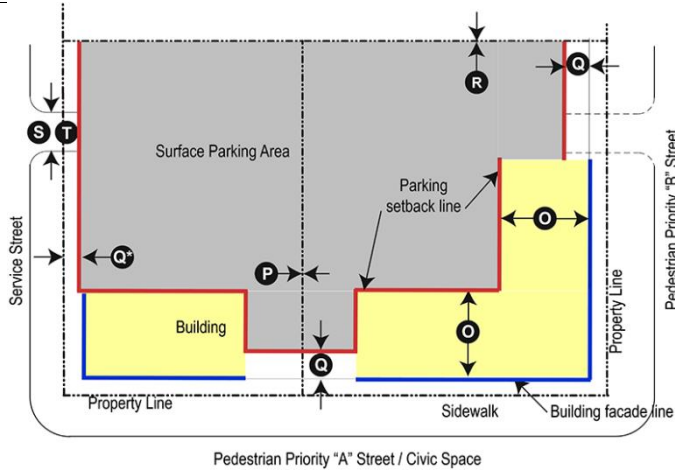 R
Q
S T
Surface Parking Area
Parking
setback line
O
Service Street
Q*
P
Pedestrian Priority “B” Street
Property Line
Building
O
Q
Property Line
Sidewalk
Building facade line
Pedestrian Priority “A” Street / Civic Space